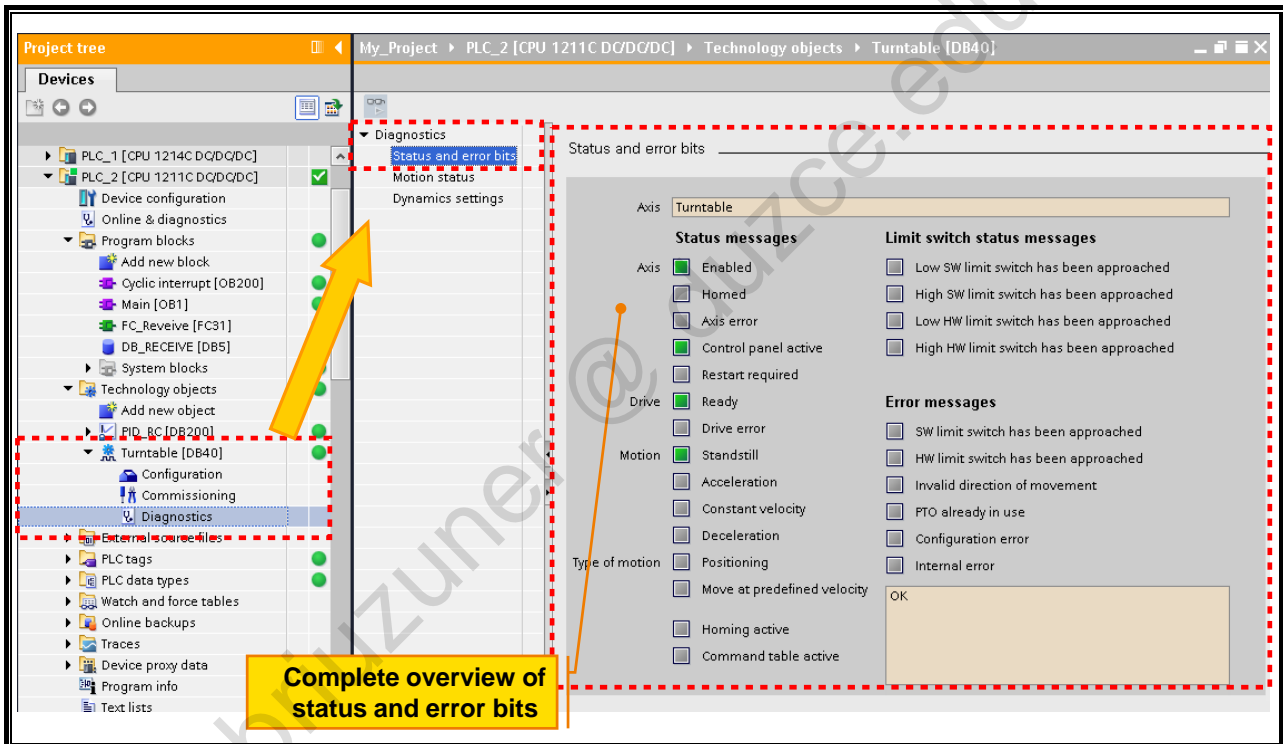 Project tree
Devices
PLC_1 [CPU 1214C DC/DC/DC]
PLC_2 [CPU 1211C DC/DC/DC]
Device configuration
Online & diagnostics
Program blocks
Add new block
Cyclic interrupt [OB200]
Main [OB1]
FC_Reveive [FC31]
DB_RECEIVE [DB5]
System blocks
Technology objects
Add new object
PID_RC [DB200]
Turntable [DB40]
Configuration
Commissioning
Diagnostics
External source files
PLC tags
PLC data types
Watch and force tables
Online backups
Traces
Device proxy data
Program info
Text lists
My_Project ▸ PLC_2 [CPU 1211C DC/DC/DC] ▸ Technology objects ▸ Turntable [DB40]
Diagnostics
Status and error bits
Motion status
Dynamics settings
Status and error bits
Axis Turntable
Status messages
Axis Enabled
Homed
Axis error
Control panel active
Restart required
Drive Ready
Drive error
Motion Standstill
Acceleration
Constant velocity
Deceleration
Type of motion Positioning
Move at predefined velocity
Homing active
Command table active
Limit switch status messages
Low SW limit switch has been approached
High SW limit switch has been approached
Low HW limit switch has been approached
High HW limit switch has been approached
Error messages
SW limit switch has been approached
HW limit switch has been approached
Invalid direction of movement
PTO already in use
Configuration error
Internal error
OK
Complete overview of
status and error bits
briuzuner @ duzce.edu